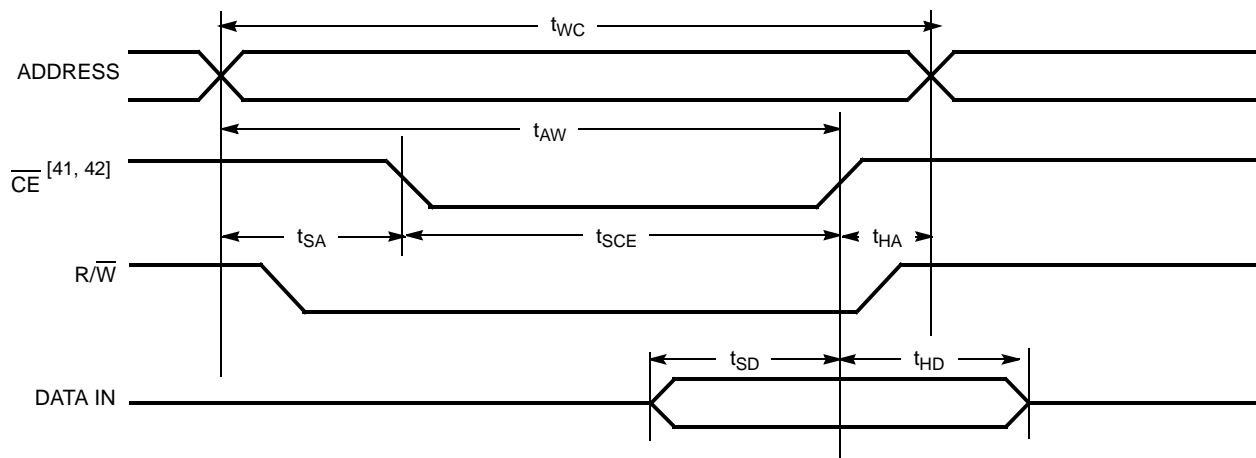 tWC
ADDRESS
tAW
CE [41, 42]
tSA
tSCE
tHA
R/W
tSD
tHD
DATA IN